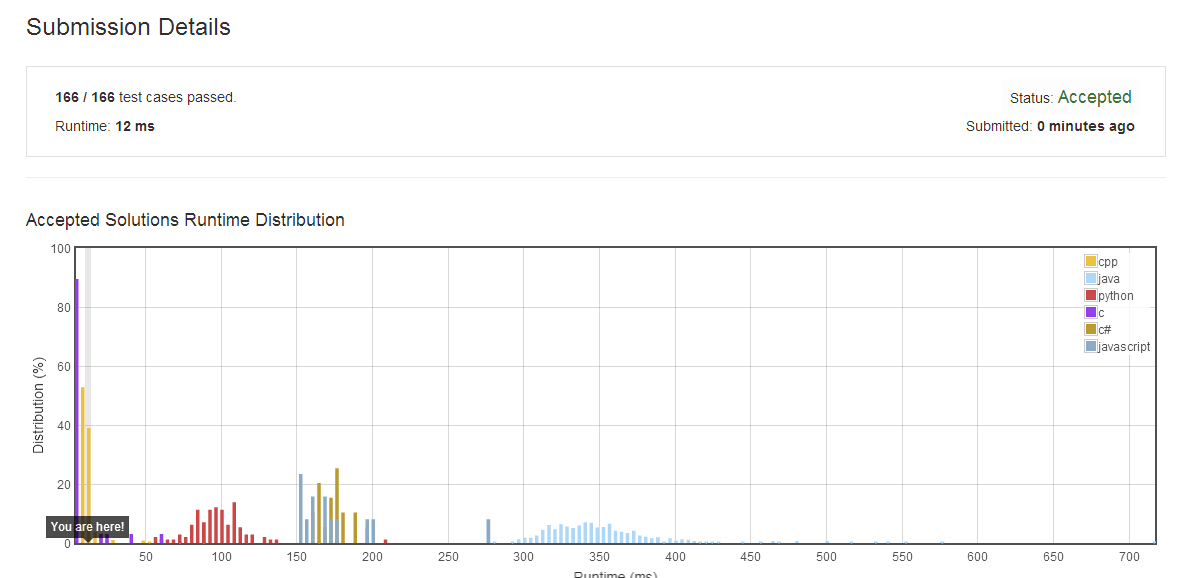 Submission Details
166 / 166 test cases passed.
Status: Accepted
Runtime: 12 ms
Submitted: 0 minutes ago
Accepted Solutions Runtime Distribution
Distribution (%)
100
80
60
40
20
0
cpp
java
python
c
c#
javascript
You are here!
50 100 150 200 250 300 350 400 450 500 550 600 650 700
Runtime (ms)